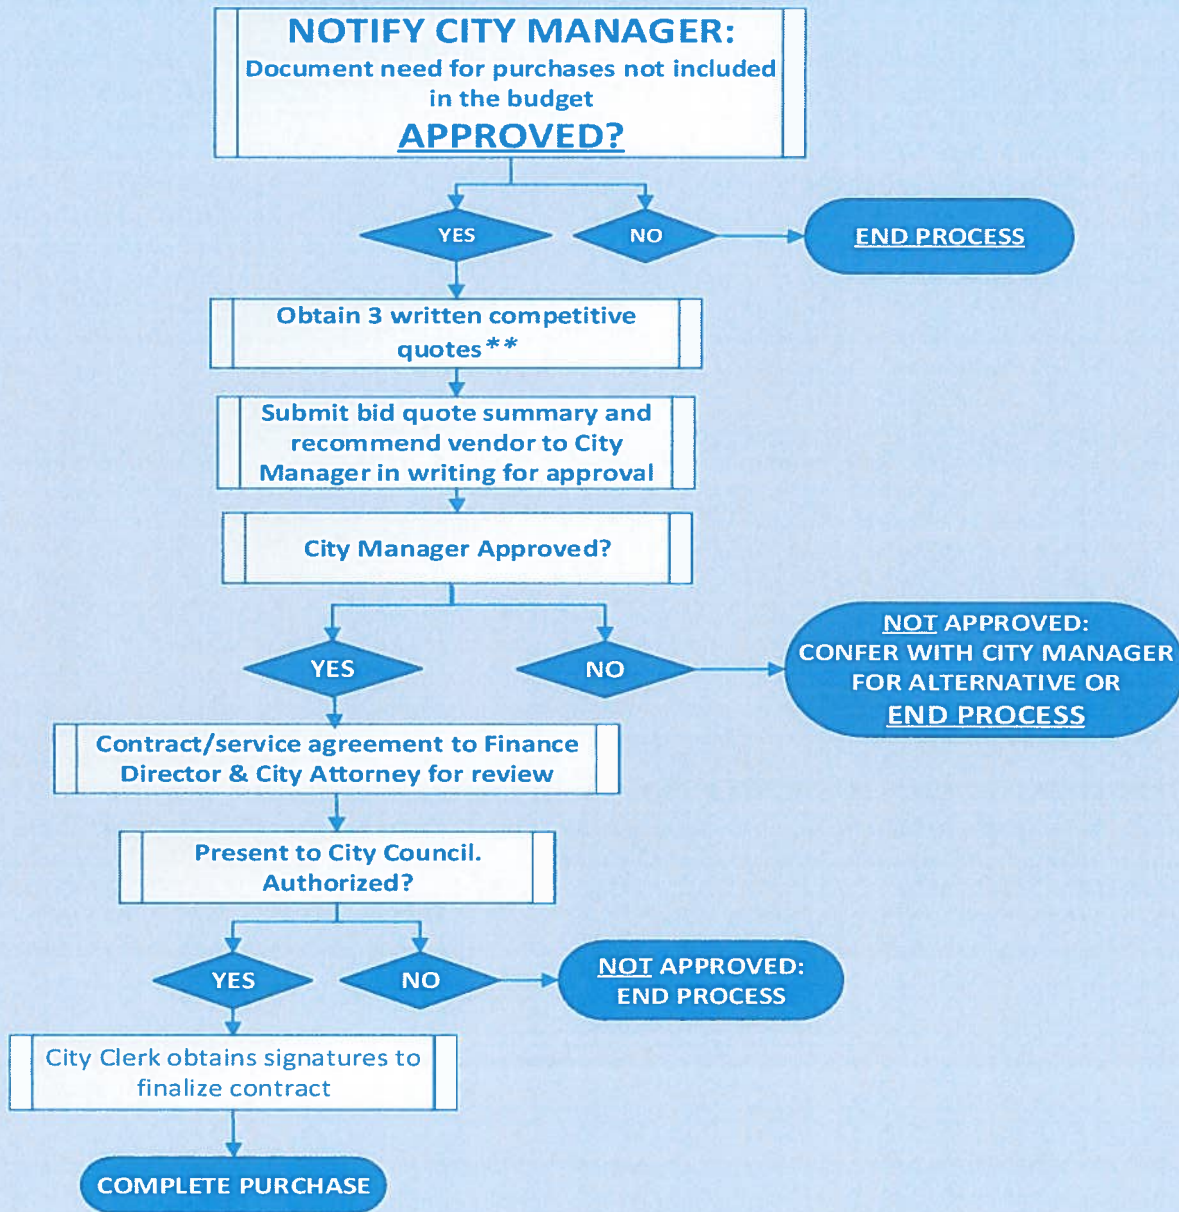 NOTIFY CITY MANAGER:
Document need for purchases not included
in the budget
APPROVED?
YES
NO
END PROCESS
Obtain 3 written competitive
quotes**
Submit bid quote summary and
recommend vendor to City
Manager in writing for approval
City Manager Approved?
YES
NO
NOT APPROVED:
CONFER WITH CITY MANAGER
FOR ALTERNATIVE OR
END PROCESS
Contract/service agreement to Finance
Director & City Attorney for review
Present to City Council.
Authorized?
YES
NO
NOT APPROVED:
END PROCESS
City Clerk obtains signatures to
finalize contract
COMPLETE PURCHASE